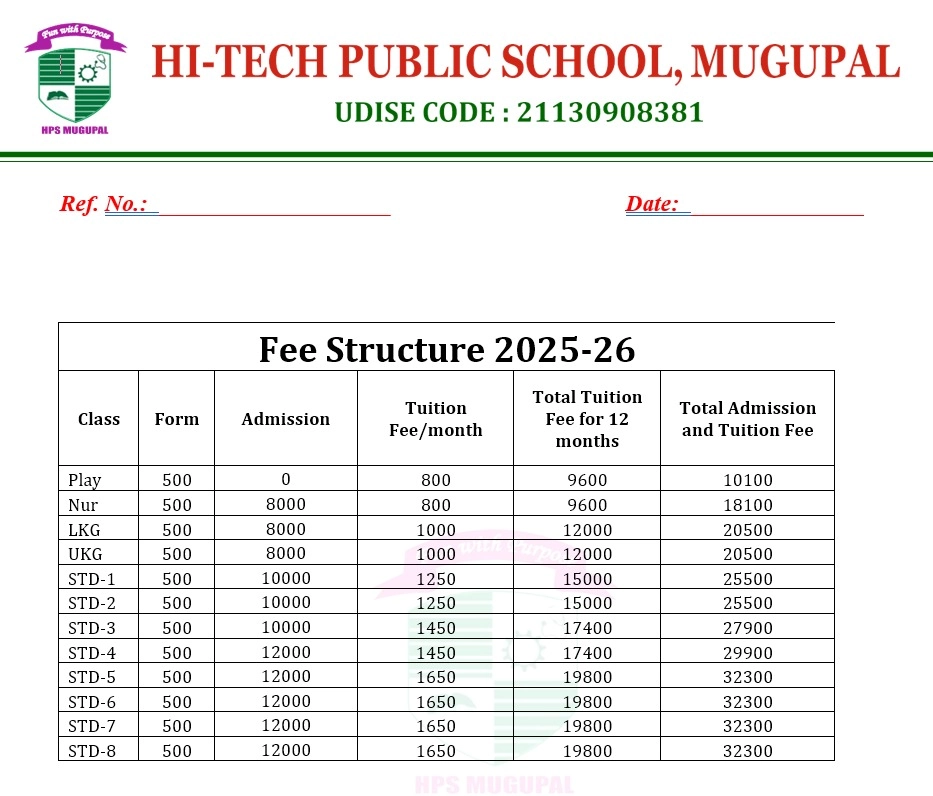 Fun with Purpose
HPS MUGUPAL
HI-TECH PUBLIC SCHOOL, MUGUPAL
UDISE CODE : 21130908381
Ref. No.: ____________________ Date: ________________
Fee Structure 2025-26
Class Form Admission Tuition Fee/month Total Tuition Fee for 12 months Total Admission and Tuition Fee
Play 500 0 800 9600 10100
Nur 500 8000 800 9600 18100
LKG 500 8000 1000 12000 20500
UKG 500 8000 1000 12000 20500
STD-1 500 10000 1250 15000 25500
STD-2 500 10000 1250 15000 25500
STD-3 500 10000 1450 17400 27900
STD-4 500 12000 1450 17400 29900
STD-5 500 12000 1650 19800 32300
STD-6 500 12000 1650 19800 32300
STD-7 500 12000 1650 19800 32300
STD-8 500 12000 1650 19800 32300
with Purpose
HPS MUGUPAL